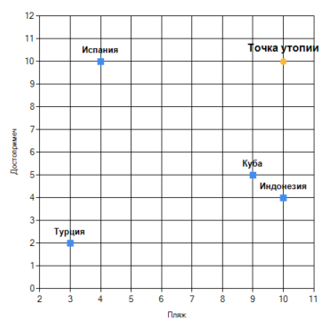 12
11
10
9
8
7
6
5
4
3
2
1
0
Достопримеч
Испания
Точка утопии
Куба
Индонезия
Турция
2 3 4 5 6 7 8 9 10 11
Пляж